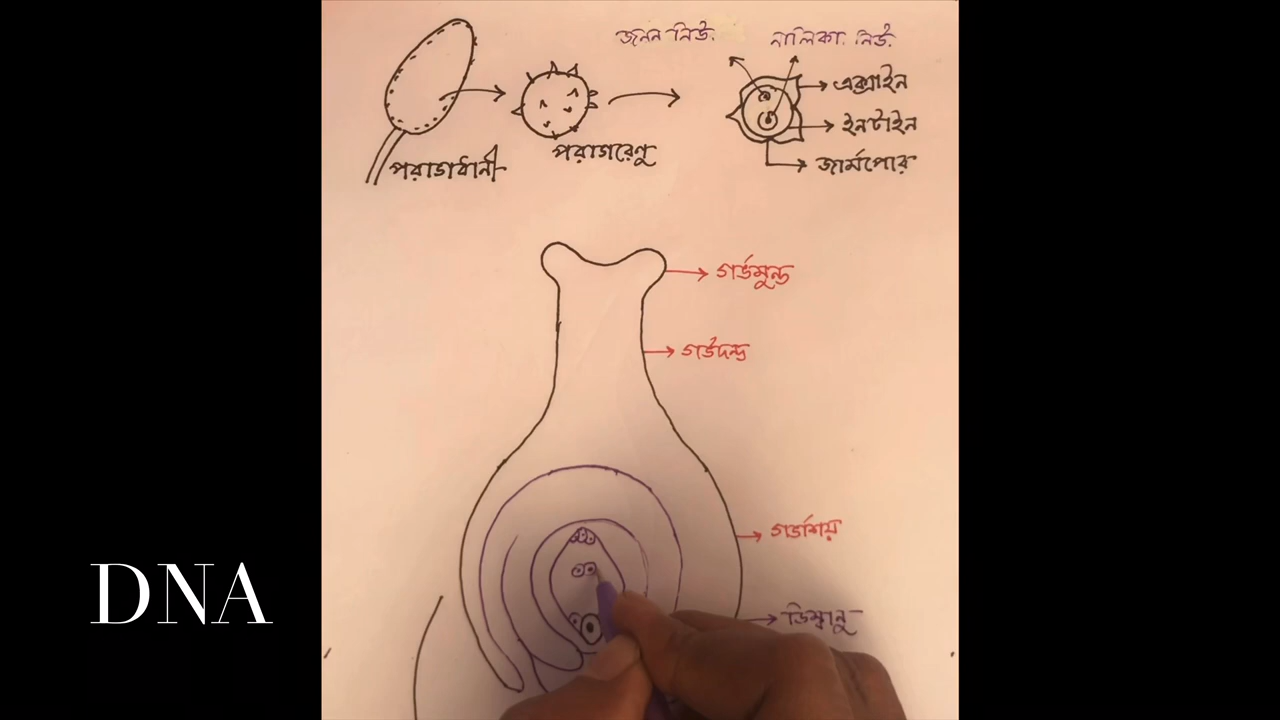 জনন নিউ.
নালিকা. নিউ.
এক্সাইন
ইনটাইন
জার্মপোর
পরাগধানী
পরাগরেণু
গর্ভমুন্ড
গর্ভদন্ড
গর্ভাশয়
ডিম্বানু
DNA